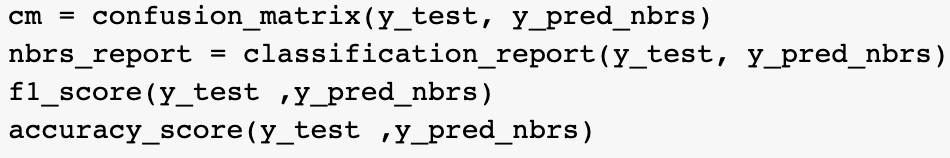 cm = confusion_matrix(y_test, y_pred_nbrs)
nbrs_report = classification_report(y_test, y_pred_nbrs)
f1_score(y_test ,y_pred_nbrs)
accuracy_score(y_test ,y_pred_nbrs)